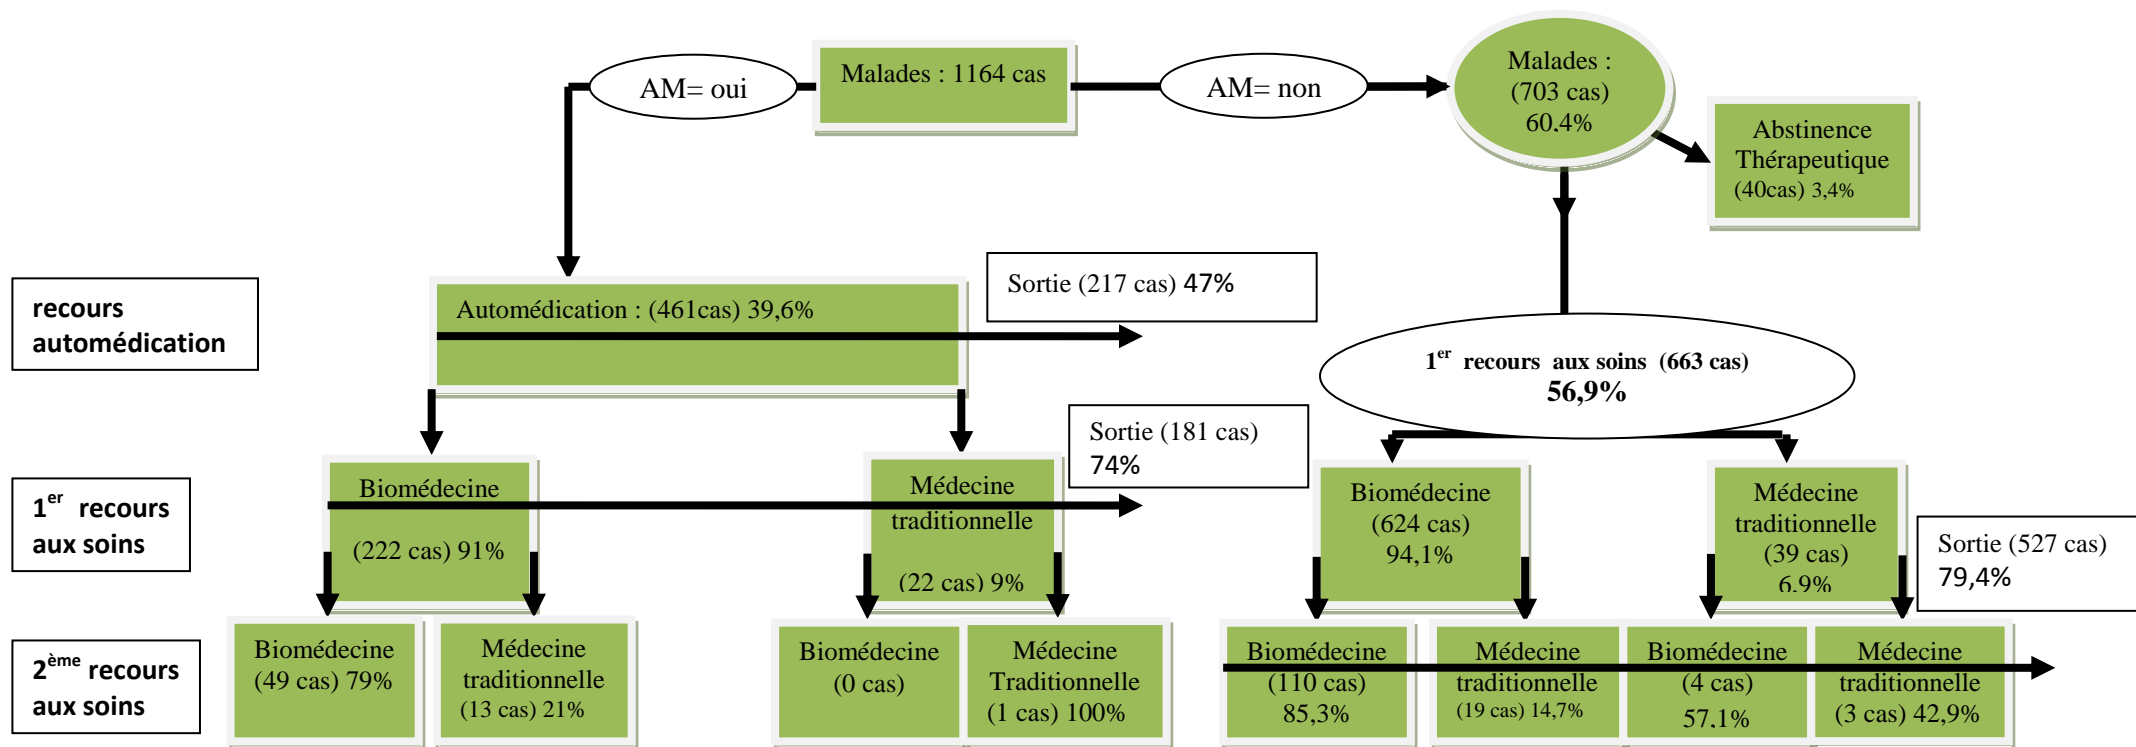 AM= oui
Malades : 1164 cas
AM= non
Malades :
(703 cas)
60,4%
Abstinence
Thérapeutique
(40cas) 3,4%
recours
automédication
Automédication : (461cas) 39,6%
Sortie (217 cas) 47%
1er recours aux soins (663 cas)
56,9%
Sortie (181 cas)
74%
1er recours
aux soins
Biomédecine
(222 cas) 91%
Médecine
traditionnelle
(22 cas) 9%
Biomédecine
(624 cas)
94,1%
Médecine
traditionnelle
(39 cas)
6,9%
Sortie (527 cas)
79,4%
2ème recours
aux soins
Biomédecine
(49 cas) 79%
Médecine
traditionnelle
(13 cas) 21%
Biomédecine
(0 cas)
Médecine
Traditionnelle
(1 cas) 100%
Biomédecine
(110 cas)
85,3%
Médecine
traditionnelle
(19 cas) 14,7%
Biomédecine
(4 cas)
57,1%
Médecine
traditionnelle
(3 cas) 42,9%